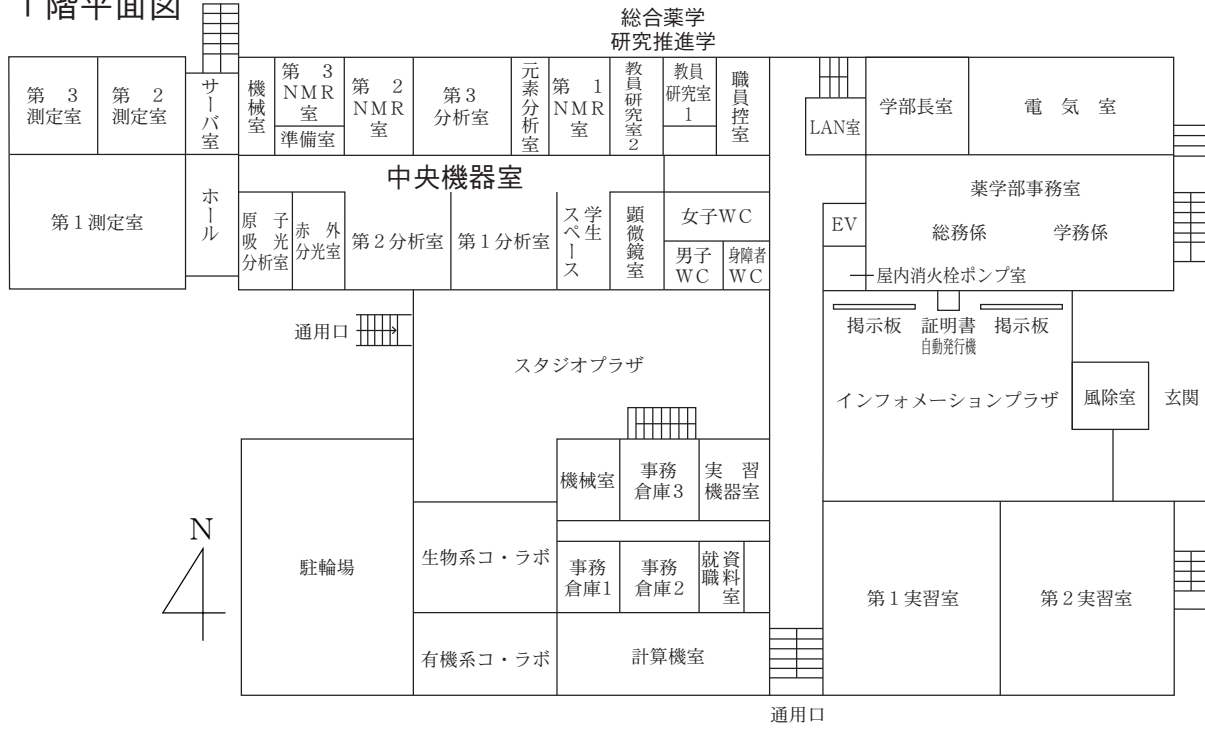 1階平面図
総合薬学
研究推進学
第 3
測定室
第 2
測定室
サーバ室
機械室
第 3
NMR
室
準備室
第 2
NMR
室
第3
分析室
元素分析室
第 1
NMR
室
教員研究室2
教員
研究室
1
職員控室
LAN室
学部長室
電 気 室
中央機器室
第1測定室
ホール
原 子
吸 光
分析室
赤 外
分光室
第2分析室
第1分析室
学生
スペース
顕微鏡室
女子WC
男子
WC
身障者
WC
EV
薬学部事務室
総務係
学務係
屋内消火栓ポンプ室
掲示板
証明書
自動発行機
掲示板
通用口
スタジオプラザ
インフォメーションプラザ
風除室
玄関
機械室
事務
倉庫3
実 習
機器室
N
駐輪場
生物系コ・ラボ
事務
倉庫1
事務
倉庫2
就職
資料室
第1実習室
第2実習室
有機系コ・ラボ
計算機室
通用口